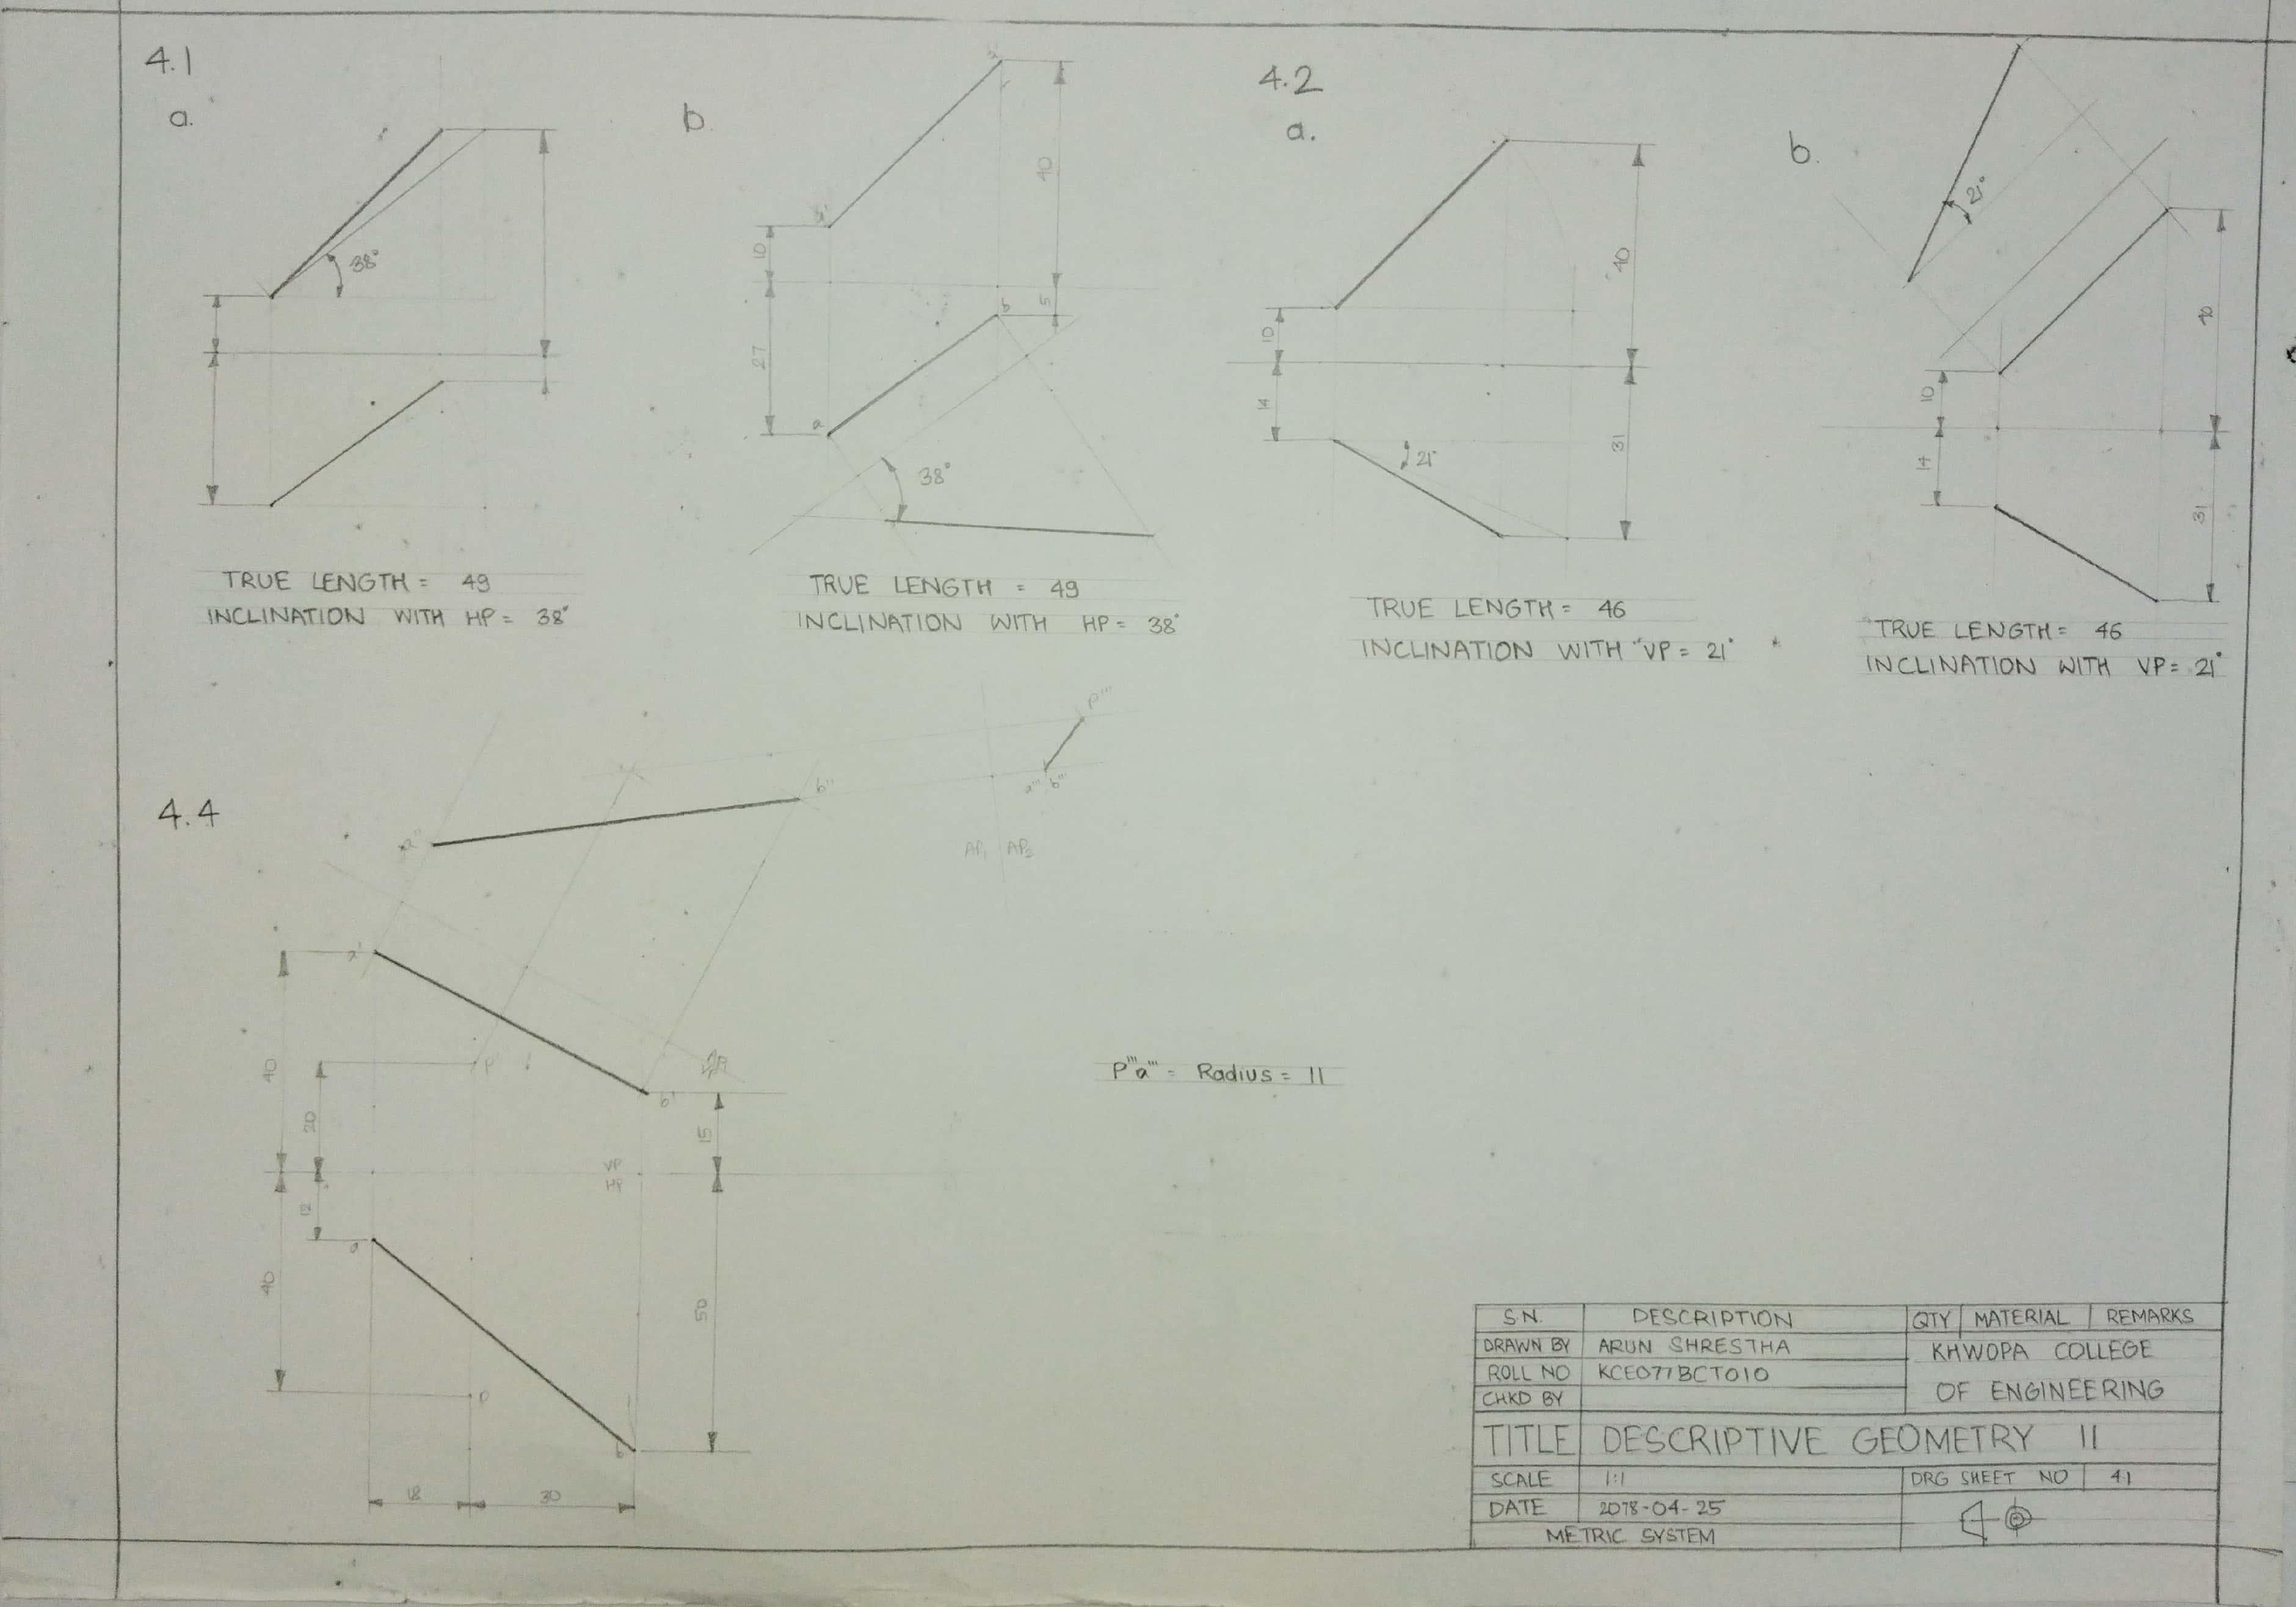 4.1
a.
38°
TRUE LENGTH = 49
INCLINATION WITH HP = 38°
b.
a'
10
40
b
5
27
a
38°
TRUE LENGTH = 49
INCLINATION WITH HP = 38°
4.2
a.
10
40
14
21°
31
TRUE LENGTH = 46
INCLINATION WITH VP = 21°
b.
21°
10
40
14
31
TRUE LENGTH = 46
INCLINATION WITH VP = 21°
4.4
p'''
a''' b'''
b''
a''
AP₁ AP₂
a'
p'
b'
40
20
15
VP
HP
12
a
40
50
p
b
18 30
P'''a''' = Radius = 11
S.N. DESCRIPTION QTY MATERIAL REMARKS
DRAWN BY ARUN SHRESTHA
ROLL NO KCE077BCT010
CHKD BY
KHWOPA COLLEGE
OF ENGINEERING
TITLE DESCRIPTIVE GEOMETRY II
SCALE 1:1 DRG SHEET NO 4.1
DATE 2078-04-25
METRIC SYSTEM